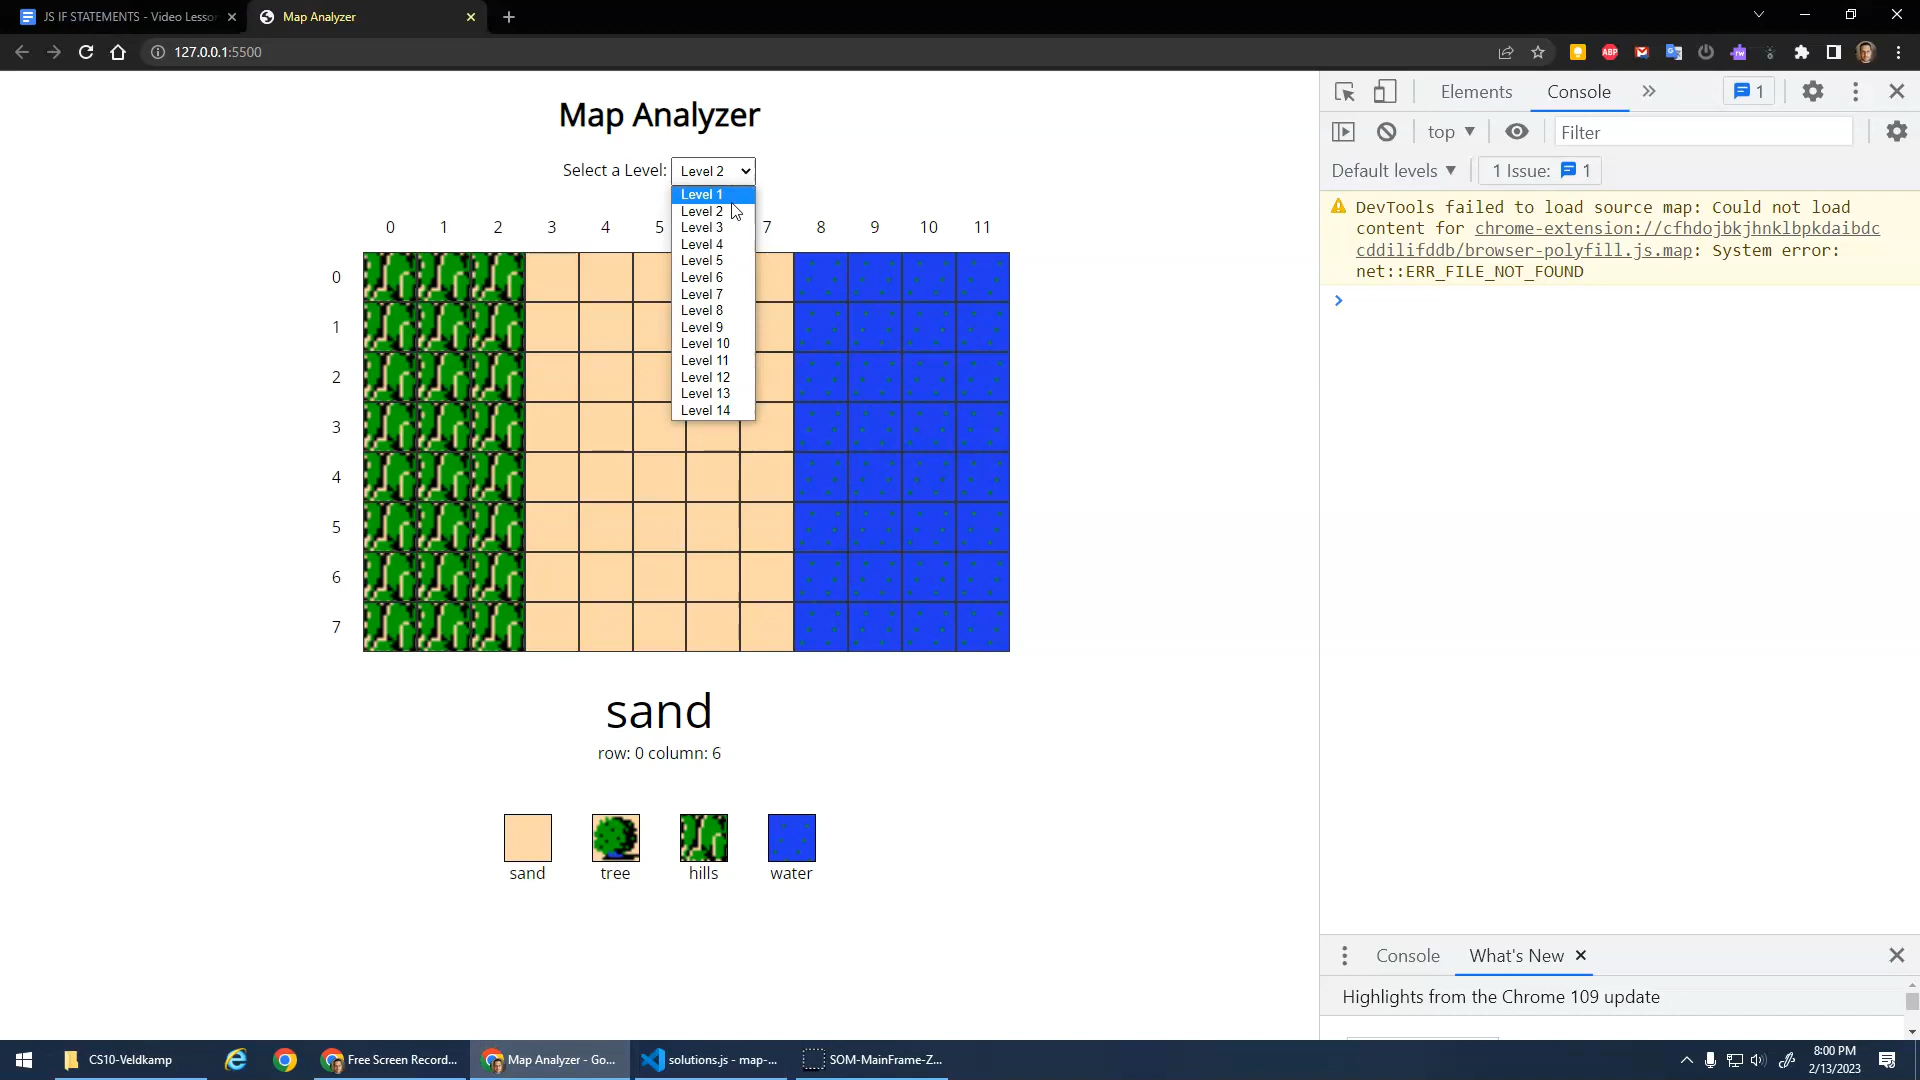 JS IF STATEMENTS - Video Lesson
Map Analyzer
127.0.0.1:5500
ABP
Map Analyzer
Select a Level: Level 2
Level 1
Level 2
Level 3
Level 4
Level 5
Level 6
Level 7
Level 8
Level 9
Level 10
Level 11
Level 12
Level 13
Level 14
0 1 2 3 4 5 7 8 9 10 11
0
1
2
3
4
5
6
7
sand
row: 0 column: 6
sand tree hills water
Elements Console 1
top Filter
Default levels 1 Issue: 1
DevTools failed to load source map: Could not load
content for chrome-extension://cfhdojbkjhnklbpkdaibdc
cddilifddb/browser-polyfill.js.map: System error:
net::ERR_FILE_NOT_FOUND
Console What's New
Highlights from the Chrome 109 update
CS10-Veldkamp
Free Screen Record...
Map Analyzer - Go...
solutions.js - map-...
SOM-MainFrame-Z...
8:00 PM
2/13/2023